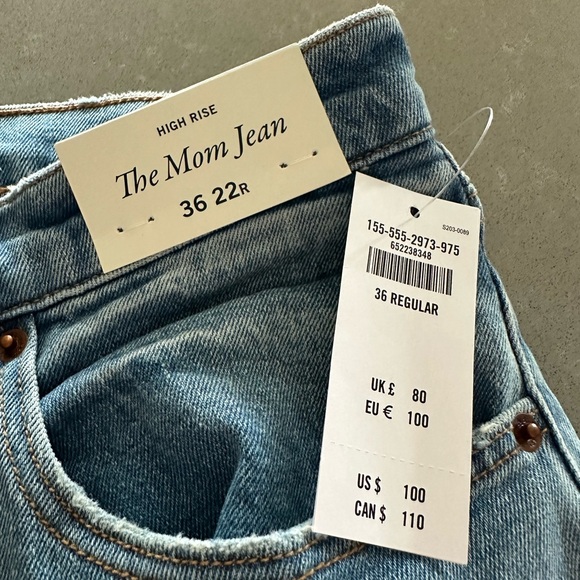 HIGH RISE
The Mom Jean
36 22R
S203-0089
155-555-2973-975
652238348
36 REGULAR
UK £ 80
EU € 100
US $ 100
CAN $ 110